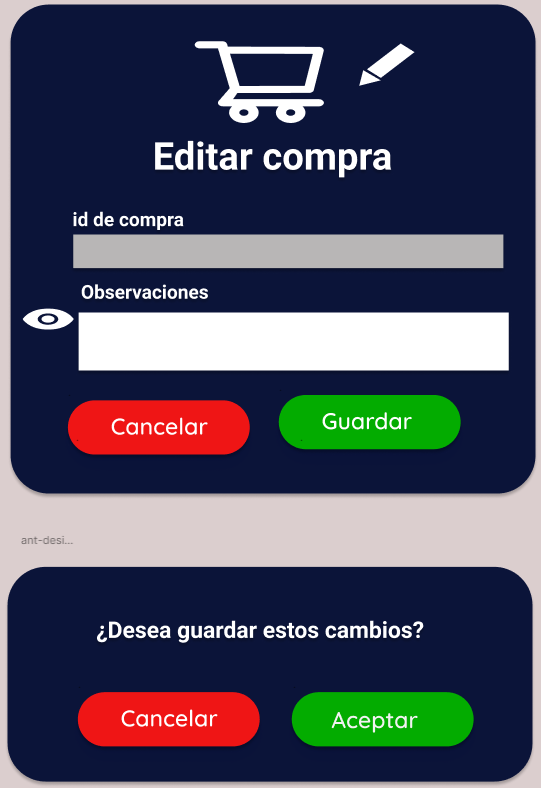 Editar compra
id de compra
Observaciones
Cancelar
Guardar
ant-desi...
¿Desea guardar estos cambios?
Cancelar
Aceptar